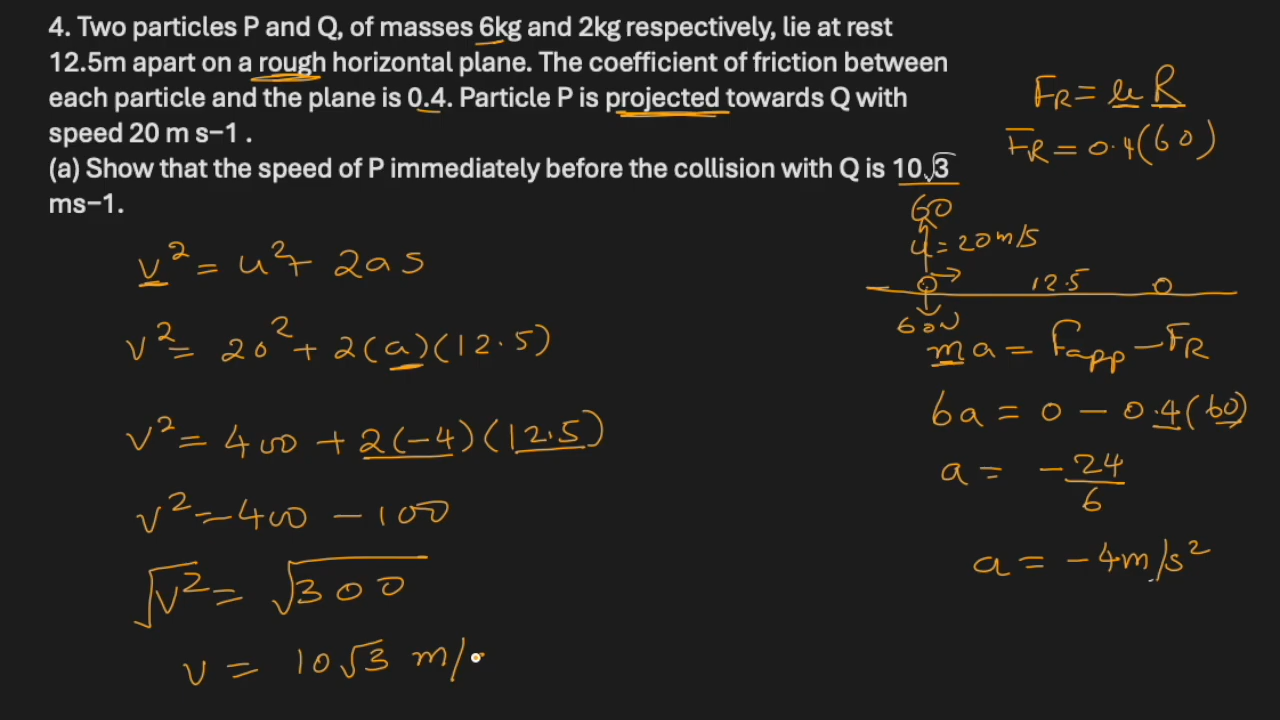 4. Two particles P and Q, of masses 6kg and 2kg respectively, lie at rest
12.5m apart on a rough horizontal plane. The coefficient of friction between
each particle and the plane is 0.4. Particle P is projected towards Q with
speed 20 m s−1 .
(a) Show that the speed of P immediately before the collision with Q is 10√3
ms−1.
v² = u² + 2as
v² = 20² + 2(a)(12.5)
v² = 400 + 2(-4)(12.5)
v² = 400 - 100
√v² = √300
v = 10√3 m/
FR = μR
FR = 0.4(60)
60
u = 20m/s
12.5
60N
ma = Fapp - FR
6a = 0 - 0.4(60)
a = -24/6
a = -4m/s²